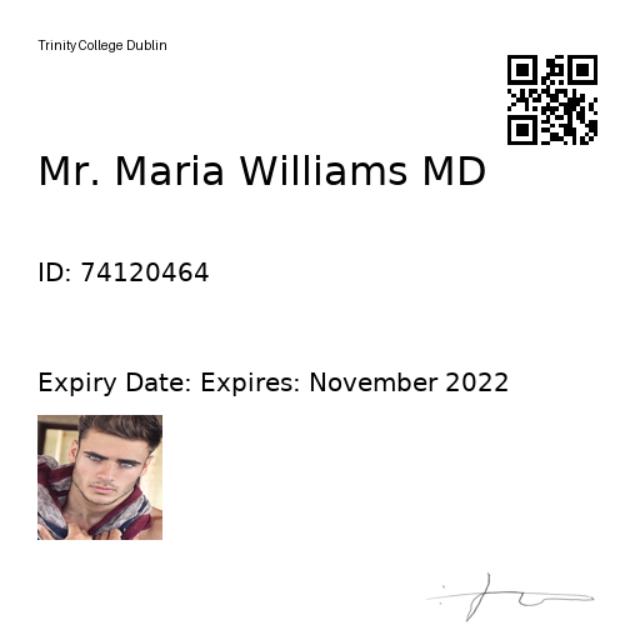 Trinity College Dublin
Mr. Maria Williams MD
ID: 74120464
Expiry Date: Expires: November 2022